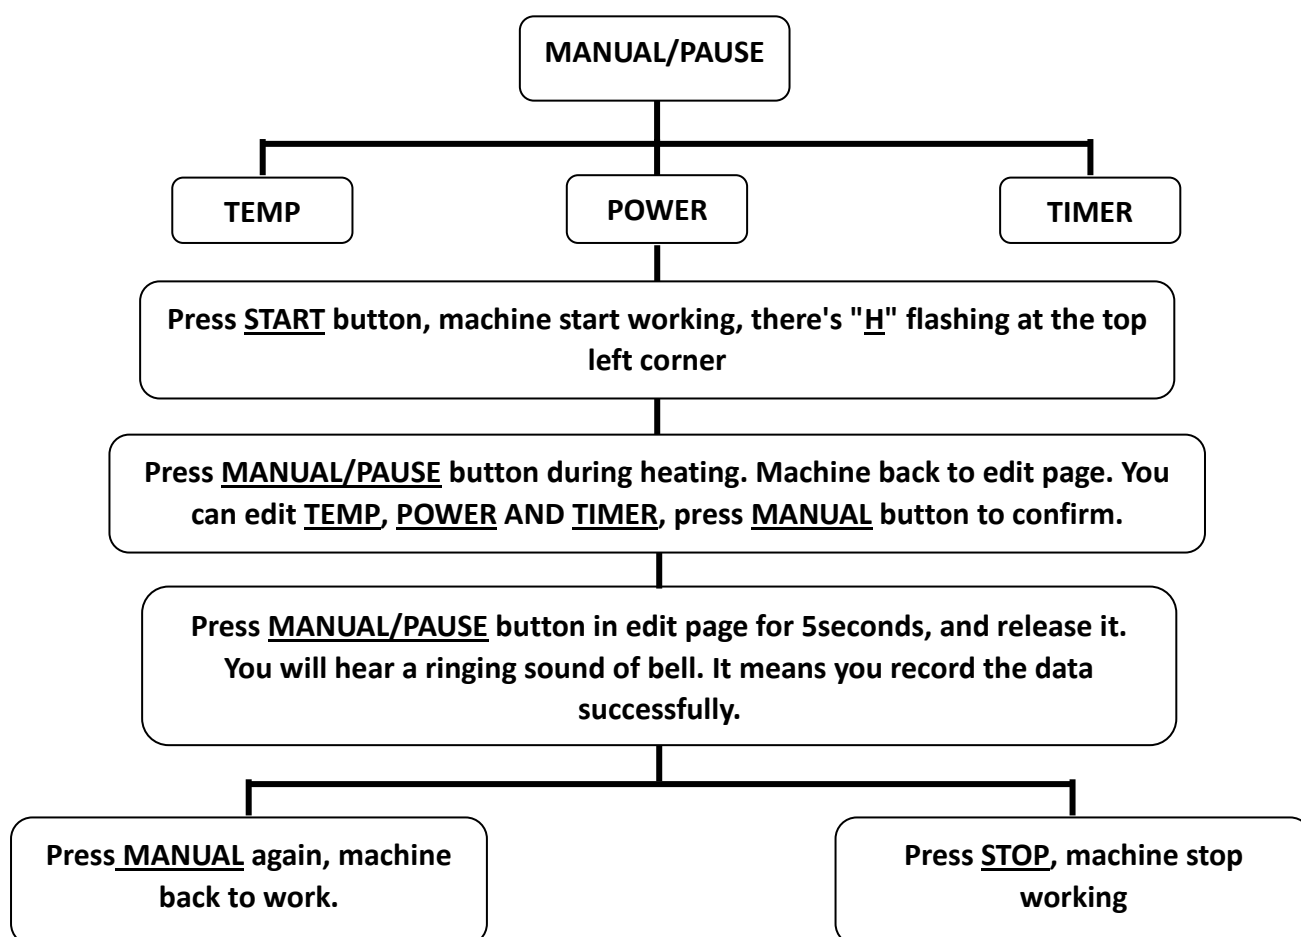 MANUAL/PAUSE
TEMP
POWER
TIMER
Press START button, machine start working, there's "H" flashing at the top
left corner
Press MANUAL/PAUSE button during heating. Machine back to edit page. You
can edit TEMP, POWER AND TIMER, press MANUAL button to confirm.
Press MANUAL/PAUSE button in edit page for 5seconds, and release it.
You will hear a ringing sound of bell. It means you record the data
successfully.
Press MANUAL again, machine
back to work.
Press STOP, machine stop
working